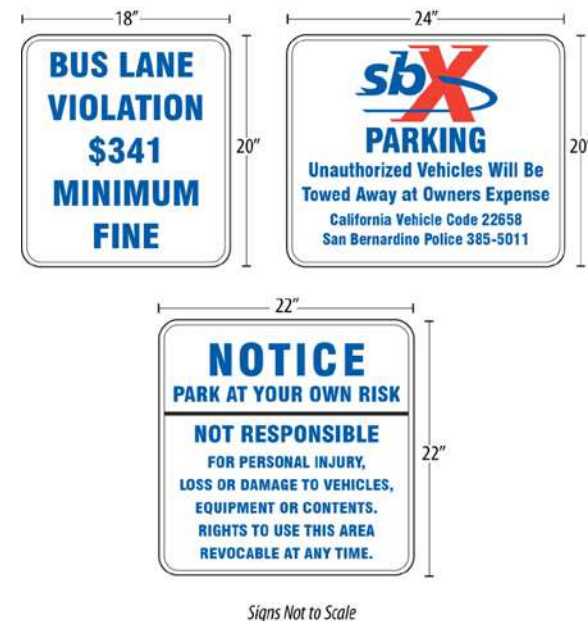 18"
24"
BUS LANE
VIOLATION
$341
MINIMUM
FINE
20"
sbX
PARKING
Unauthorized Vehicles Will Be
Towed Away at Owners Expense
California Vehicle Code 22658
San Bernardino Police 385-5011
20"
22"
NOTICE
PARK AT YOUR OWN RISK
NOT RESPONSIBLE
FOR PERSONAL INJURY,
LOSS OR DAMAGE TO VEHICLES,
EQUIPMENT OR CONTENTS.
RIGHTS TO USE THIS AREA
REVOCABLE AT ANY TIME.
22"
Signs Not to Scale